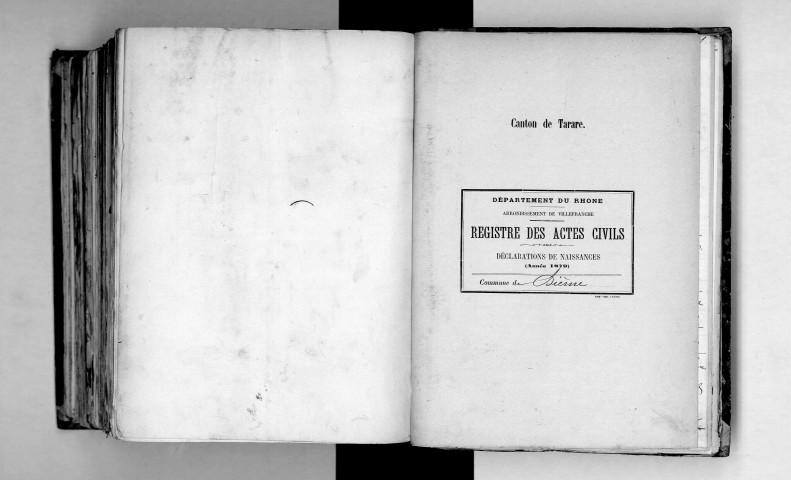 Canton de Tarare.
DÉPARTEMENT DU RHONE
ARRONDISSEMENT DE VILLEFRANCHE
REGISTRE DES ACTES CIVILS
DÉCLARATIONS DE NAISSANCES
(Année 1879)
Commune de Dième